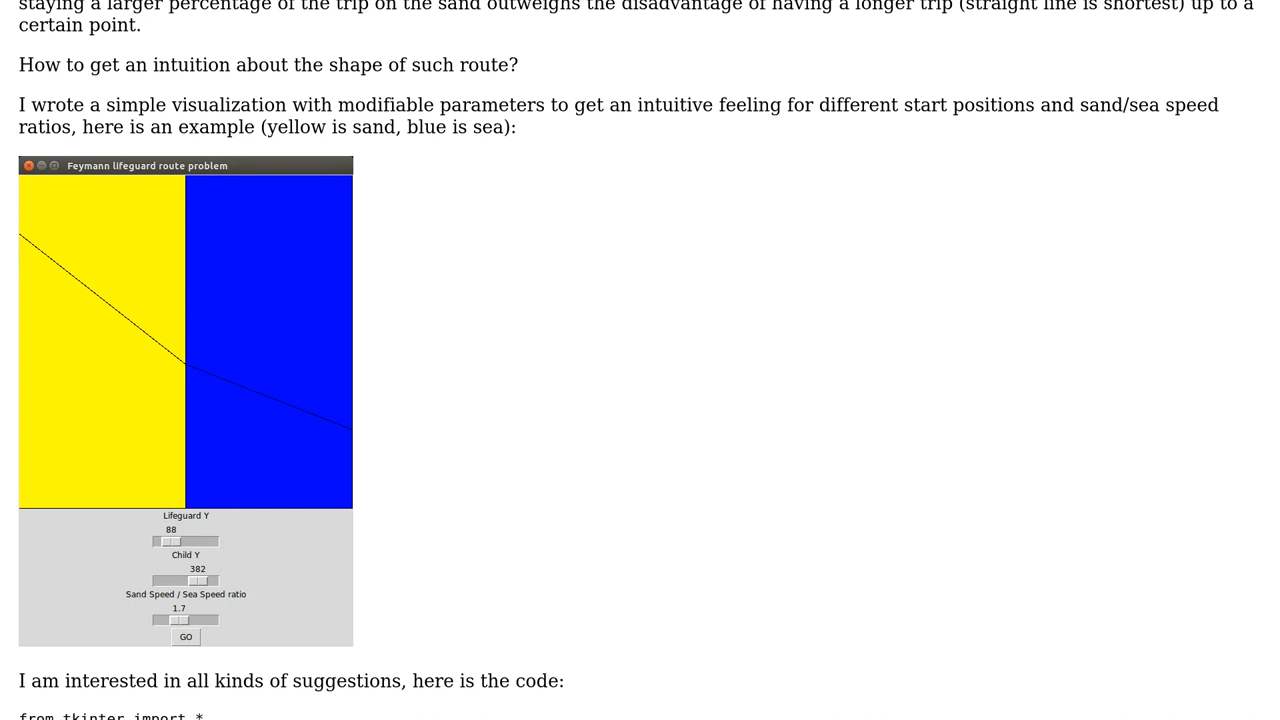 staying a larger percentage of the trip on the sand outweighs the disadvantage of having a longer trip (straight line is shortest) up to a
certain point.
How to get an intuition about the shape of such route?
I wrote a simple visualization with modifiable parameters to get an intuitive feeling for different start positions and sand/sea speed
ratios, here is an example (yellow is sand, blue is sea):
Feymann lifeguard route problem
Lifeguard Y
88
Child Y
382
Sand Speed / Sea Speed ratio
1.7
GO
I am interested in all kinds of suggestions, here is the code:
from tkinter import *